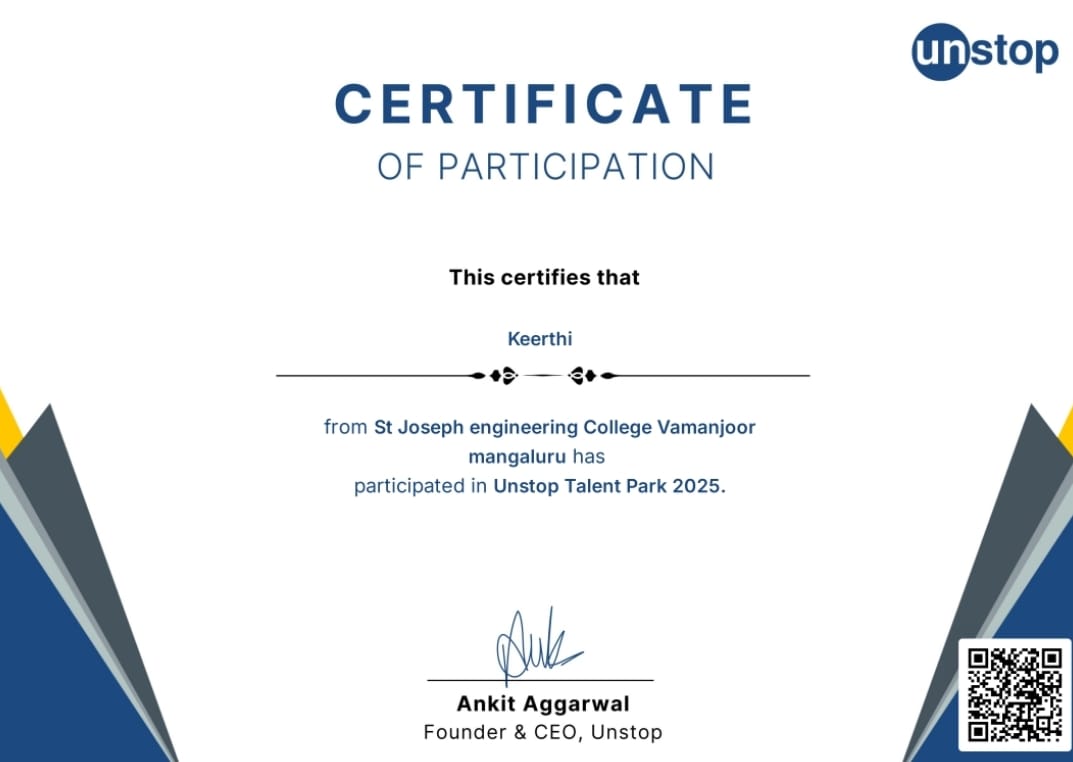 unstop
CERTIFICATE
OF PARTICIPATION
This certifies that
Keerthi
from St Joseph engineering College Vamanjoor
mangaluru has
participated in Unstop Talent Park 2025.
Ankit Aggarwal
Founder & CEO, Unstop